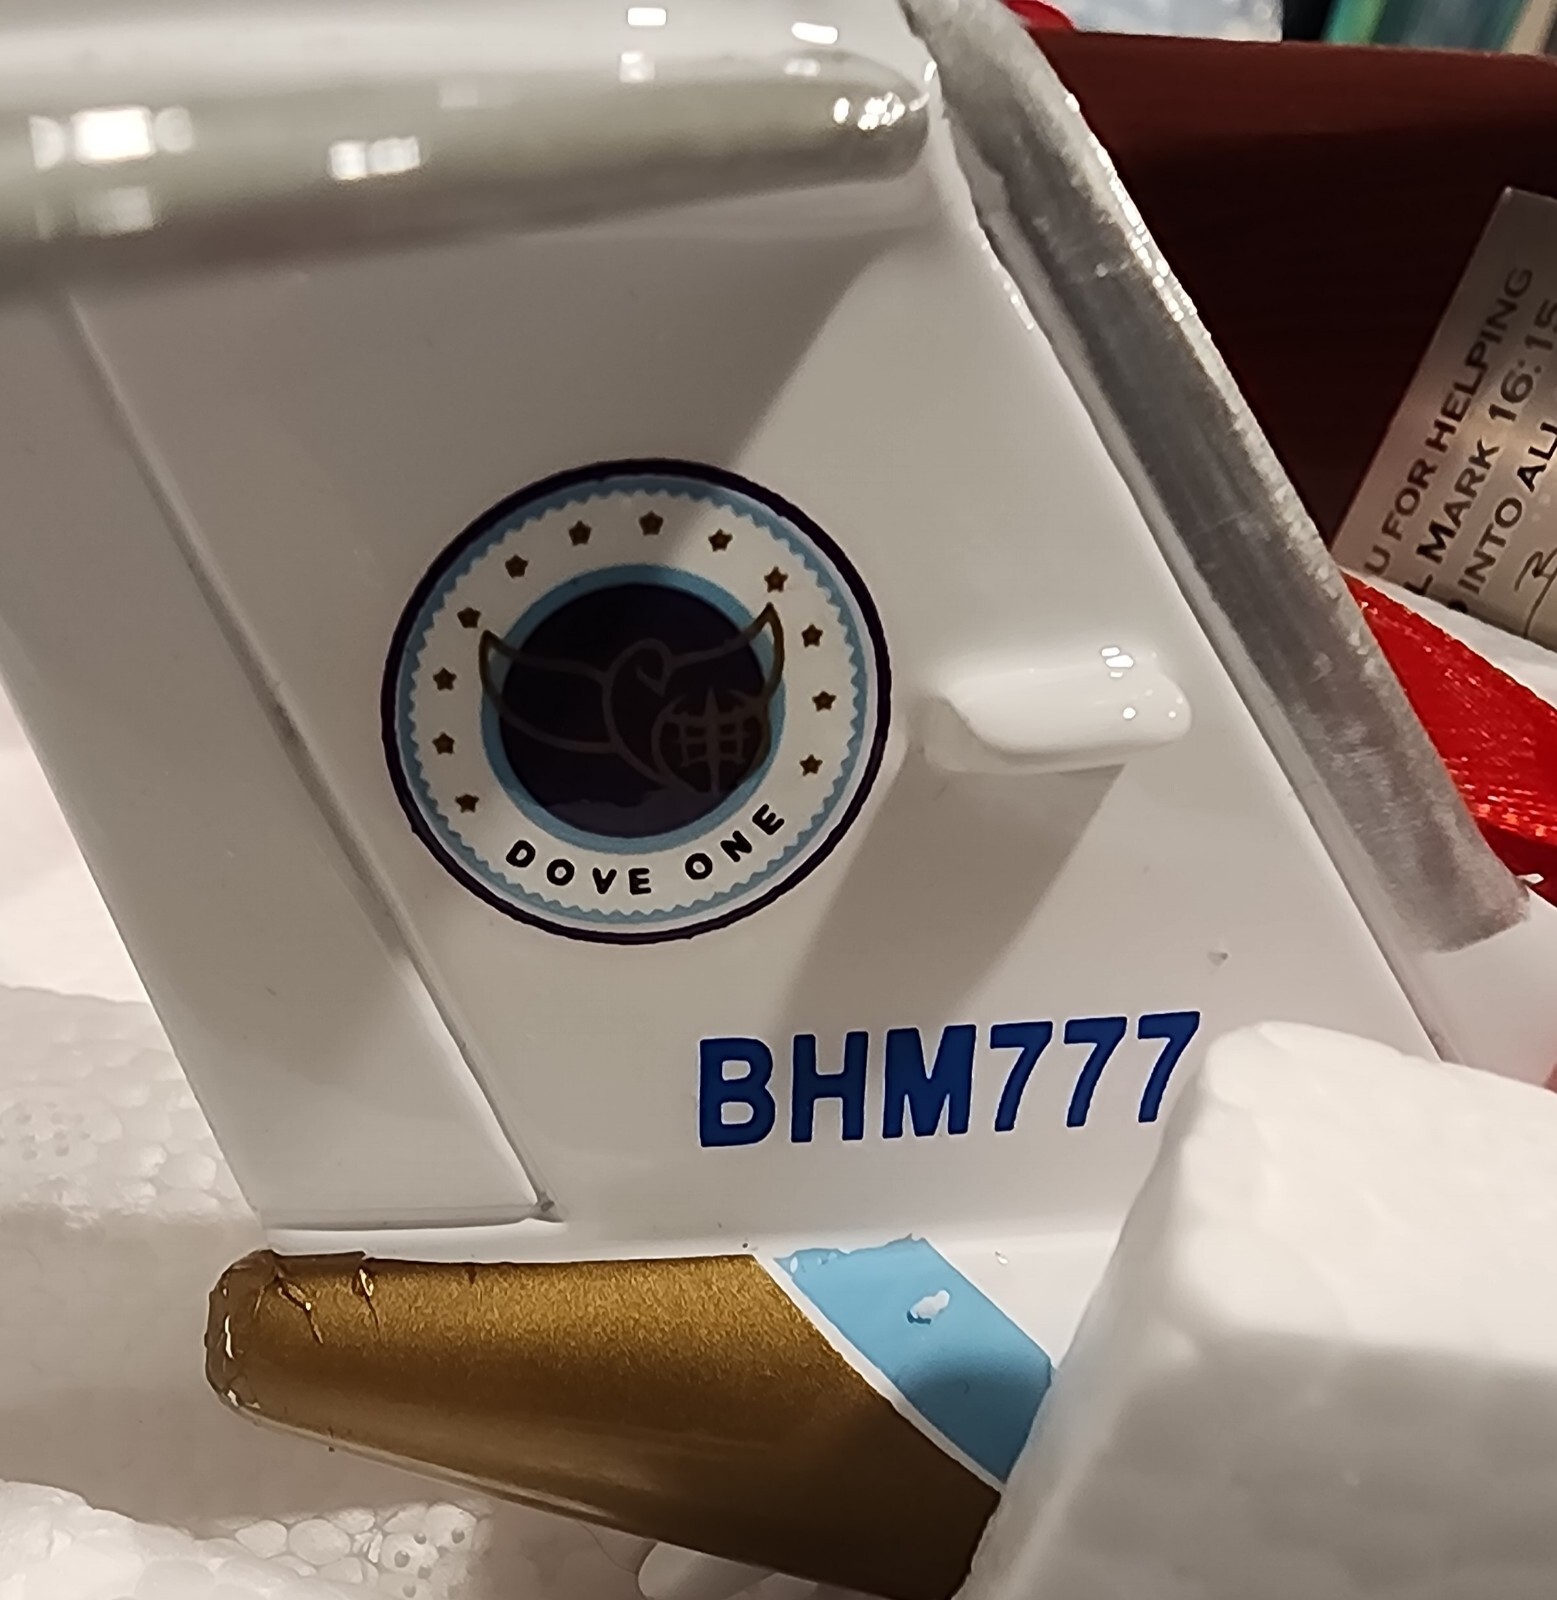 DOVE ONE
BHM777
U FOR HELPING
L MARK 16:15
INTO ALL